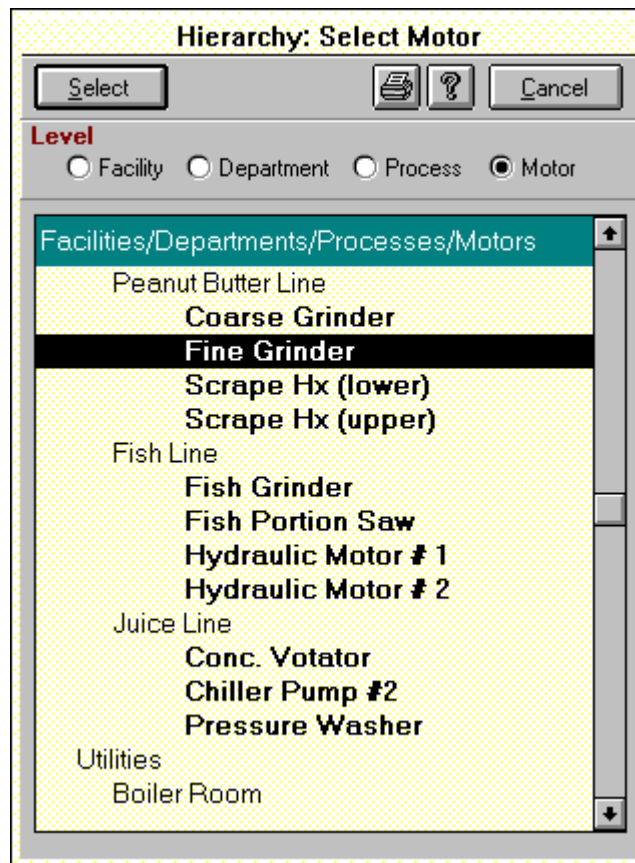 Hierarchy: Select Motor
Select ? Cancel
Level
Facility Department Process Motor
Facilities/Departments/Processes/Motors
Peanut Butter Line
Coarse Grinder
Fine Grinder
Scrape Hx (lower)
Scrape Hx (upper)
Fish Line
Fish Grinder
Fish Portion Saw
Hydraulic Motor # 1
Hydraulic Motor # 2
Juice Line
Conc. Votator
Chiller Pump #2
Pressure Washer
Utilities
Boiler Room